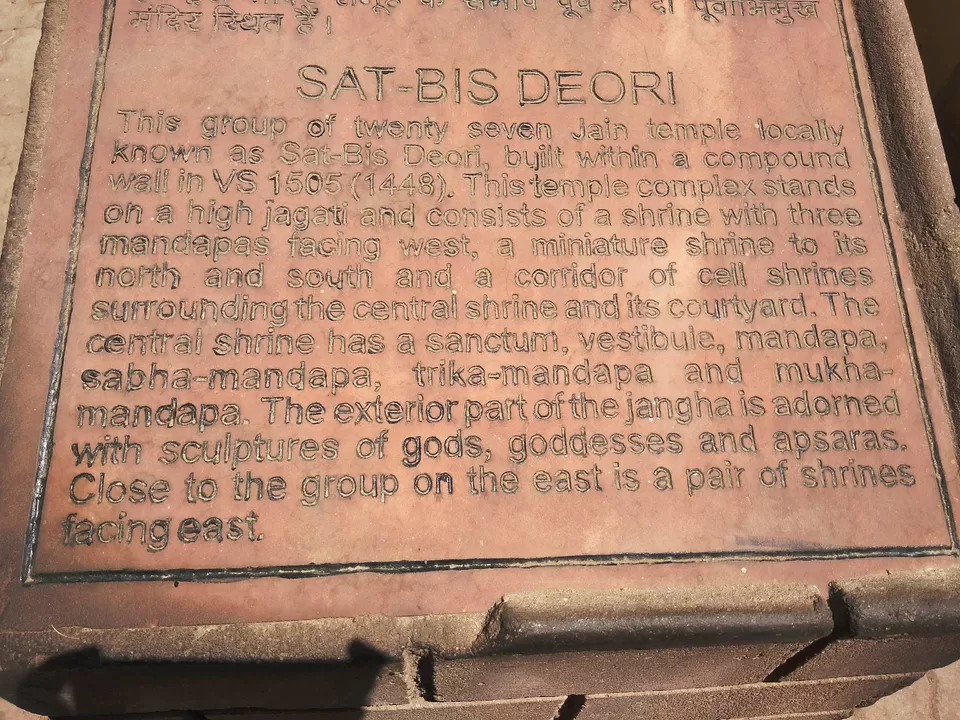 के समीप पूर्व में दो पूर्वाभिमुख
मंदिर स्थित हैं।
SAT-BIS DEORI
This group of twenty seven Jain temple locally
known as Sat-Bis Deori, built within a compound
wall in VS 1505 (1448). This temple complex stands
on a high jagati and consists of a shrine with three
mandapas facing west, a miniature shrine to its
north and south and a corridor of cell shrines
surrounding the central shrine and its courtyard. The
central shrine has a sanctum, vestibule, mandapa,
sabha-mandapa, trika-mandapa and mukha-
mandapa. The exterior part of the jangha is adorned
with sculptures of gods, goddesses and apsaras.
Close to the group on the east is a pair of shrines
facing east.